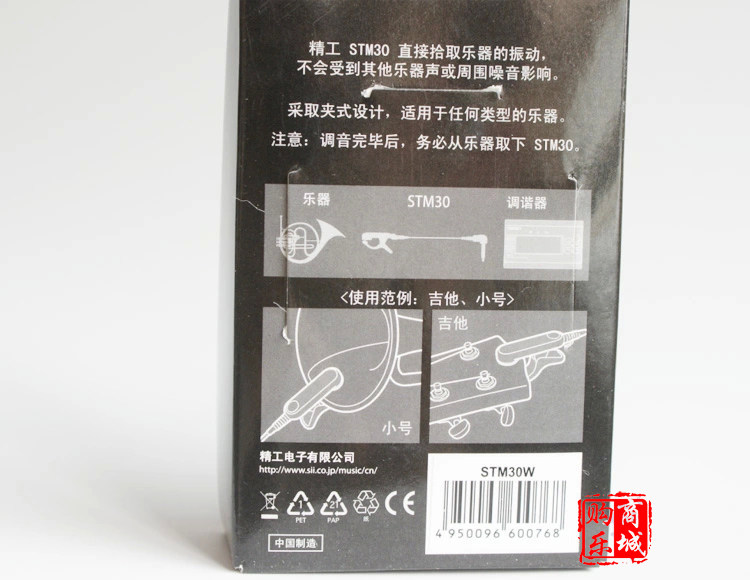 精工 STM30 直接拾取乐器的振动，
不会受到其他乐器声或周围噪音影响。
采取夹式设计，适用于任何类型的乐器。
注意：调音完毕后，务必从乐器取下 STM30。
乐器 STM30 调谐器
<使用范例：吉他、小号>
小号
吉他
精工电子有限公司
http://www.sii.co.jp/music/cn/
STM30W
4 950096 600768
1
PET
21
PAP
纸
CE
中国制造
购乐商城